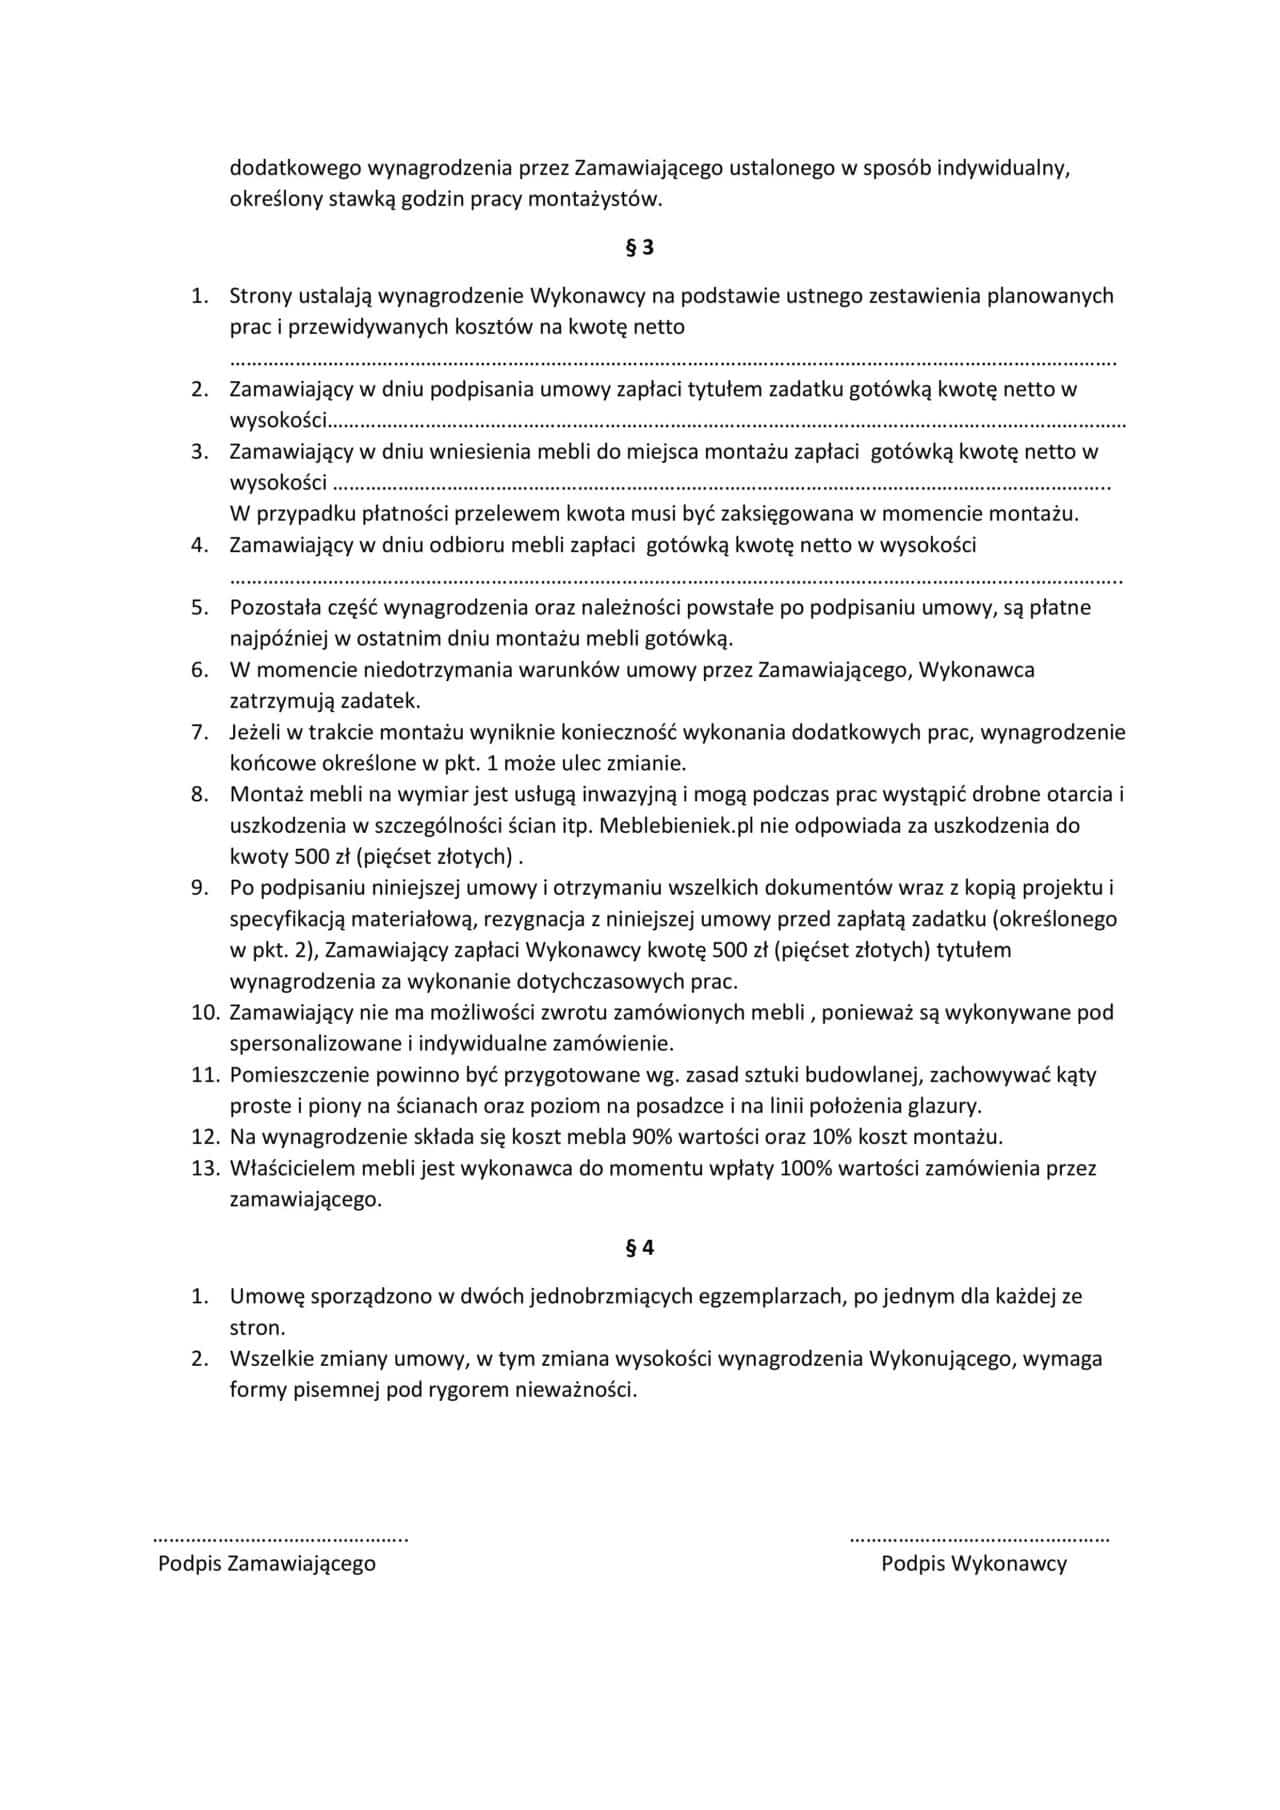 dodatkowego wynagrodzenia przez Zamawiającego ustalonego w sposób indywidualny,
określony stawką godzin pracy montażystów.
§ 3
1. Strony ustalają wynagrodzenie Wykonawcy na podstawie ustnego zestawienia planowanych
prac i przewidywanych kosztów na kwotę netto
……………………………………………………………………………………………………………………………………………….
2. Zamawiający w dniu podpisania umowy zapłaci tytułem zadatku gotówką kwotę netto w
wysokości…………………………………………………………………………………………………………………………………
3. Zamawiający w dniu wniesienia mebli do miejsca montażu zapłaci  gotówką kwotę netto w
wysokości ……………………………………………………………………………………………………………………………..
W przypadku płatności przelewem kwota musi być zaksięgowana w momencie montażu.
4. Zamawiający w dniu odbioru mebli zapłaci  gotówką kwotę netto w wysokości
………………………………………………………………………………………………………………………………………………..
5. Pozostała część wynagrodzenia oraz należności powstałe po podpisaniu umowy, są płatne
najpóźniej w ostatnim dniu montażu mebli gotówką.
6. W momencie niedotrzymania warunków umowy przez Zamawiającego, Wykonawca
zatrzymują zadatek.
7. Jeżeli w trakcie montażu wyniknie konieczność wykonania dodatkowych prac, wynagrodzenie
końcowe określone w pkt. 1 może ulec zmianie.
8. Montaż mebli na wymiar jest usługą inwazyjną i mogą podczas prac wystąpić drobne otarcia i
uszkodzenia w szczególności ścian itp. Meblebieniek.pl nie odpowiada za uszkodzenia do
kwoty 500 zł (pięćset złotych) .
9. Po podpisaniu niniejszej umowy i otrzymaniu wszelkich dokumentów wraz z kopią projektu i
specyfikacją materiałową, rezygnacja z niniejszej umowy przed zapłatą zadatku (określonego
w pkt. 2), Zamawiający zapłaci Wykonawcy kwotę 500 zł (pięćset złotych) tytułem
wynagrodzenia za wykonanie dotychczasowych prac.
10. Zamawiający nie ma możliwości zwrotu zamówionych mebli , ponieważ są wykonywane pod
spersonalizowane i indywidualne zamówienie.
11. Pomieszczenie powinno być przygotowane wg. zasad sztuki budowlanej, zachowywać kąty
proste i piony na ścianach oraz poziom na posadzce i na linii położenia glazury.
12. Na wynagrodzenie składa się koszt mebla 90% wartości oraz 10% koszt montażu.
13. Właścicielem mebli jest wykonawca do momentu wpłaty 100% wartości zamówienia przez
zamawiającego.
§ 4
1. Umowę sporządzono w dwóch jednobrzmiących egzemplarzach, po jednym dla każdej ze
stron.
2. Wszelkie zmiany umowy, w tym zmiana wysokości wynagrodzenia Wykonującego, wymaga
formy pisemnej pod rygorem nieważności.
……………………………………….. …………………………………………
Podpis Zamawiającego Podpis Wykonawcy